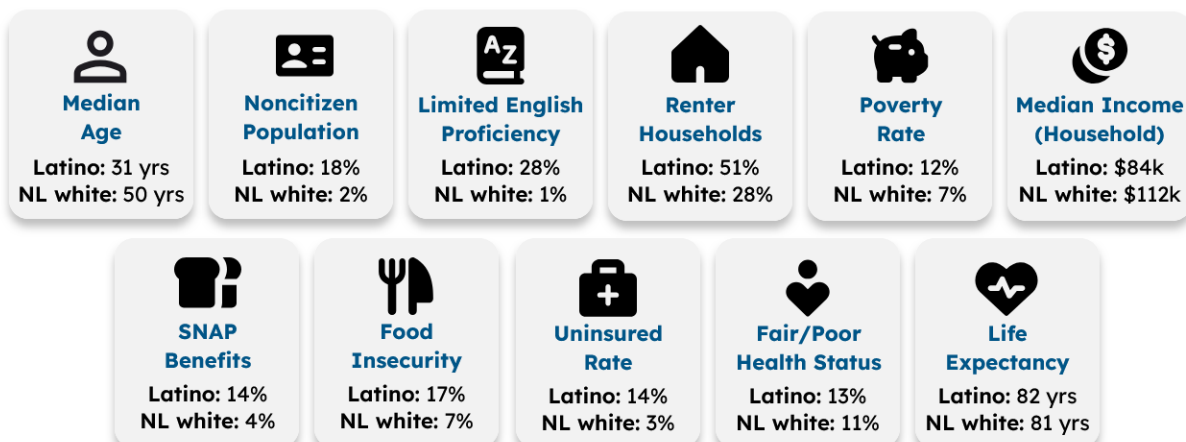 AZ
Median
Age
Latino: 31 yrs
NL white: 50 yrs
Noncitizen
Population
Latino: 18%
NL white: 2%
Limited English
Proficiency
Latino: 28%
NL white: 1%
Renter
Households
Latino: 51%
NL white: 28%
Poverty
Rate
Latino: 12%
NL white: 7%
$
Median Income
(Household)
Latino: $84k
NL white: $112k
SNAP
Benefits
Latino: 14%
NL white: 4%
Food
Insecurity
Latino: 17%
NL white: 7%
Uninsured
Rate
Latino: 14%
NL white: 3%
Fair/Poor
Health Status
Latino: 13%
NL white: 11%
Life
Expectancy
Latino: 82 yrs
NL white: 81 yrs